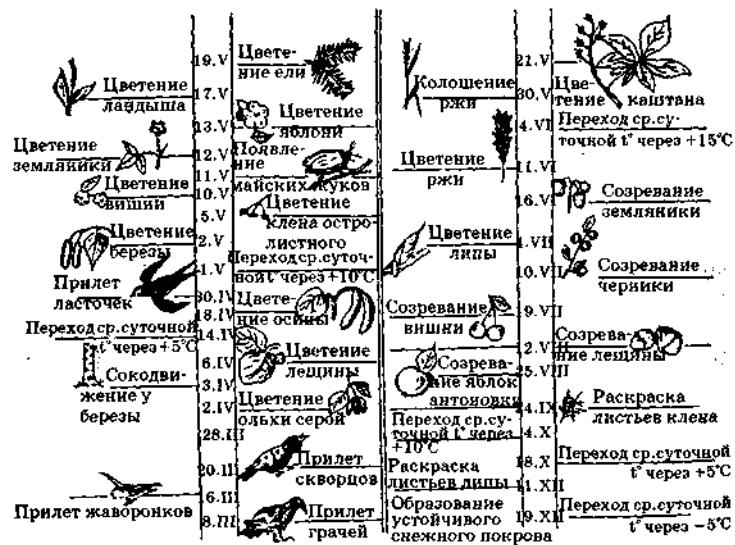 19.V
Цвете-
ние ели
Цветение
ландыша
17.V
Цветение
яблони
13.V
Цветение
земляники
12.V
Появле-
ние
майских жуков
11.V
Цветение
вишни
10.V
Цветение
клена остро-
листного
5.V
Цветение
березы
2.V
Переход ср.суточ-
ной t° через +10°С
1.V
Прилет
ласточек
30.IV
Цвете-
ние осины
18.IV
Переход ср.суточной
t° через +5°С
14.IV
Цветение
лещины
6.IV
Сокодви-
жение у
березы
3.IV
Цветение
ольхи серой
2.IV
28.III
Прилет
скворцов
20.III
Прилет жаворонков
6.III
Прилет
грачей
8.III
21.V
Цве-
тение каштана
Колошение
ржи
30.V
Переход ср.су-
точной t° через +15°С
4.VI
Цветение
ржи
11.VI
Созревание
земляники
16.VI
Цветение
липы
1.VII
Созревание
черники
10.VII
Созревание
вишни
9.VII
Созрева-
ние лещины
2.VIII
Созрева-
ние яблок
антоновки
25.VIII
Раскраска
листьев клена
24.IX
Переход ср.су-
точной t° через
+10°С
4.X
Переход ср.суточной
t° через +5°С
18.X
Раскраска
листьев липы
11.XII
Переход ср.суточной
t° через −5°С
19.XII
Образование
устойчивого
снежного покрова